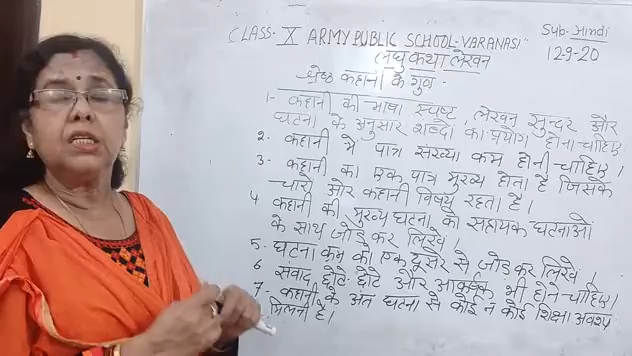 CLASS- X ARMY PUBLIC SCHOOL-VARANASI"
Sub- Hindi
12-9-20
लघु कथा लेखन
श्रेष्ठ कहानी के गुण -
1- कहानी की भाषा स्पष्ट, लेखन सुन्दर और
घटना के अनुसार शब्दों का प्रयोग होना चाहिए।
2- कहानी में पात्र संख्या कम होनी चाहिए।
3- कहानी का एक पात्र मुख्य होता है जिसके
चारों ओर कहानी विषय रहता है।
4 कहानी की मुख्य घटना को सहायक घटनाओं
के साथ जोड़ कर लिखें।
5- घटना क्रम को एक दूसरे से जोड़ कर लिखें।
6 संवाद छोटे छोटे और आकर्षक भी होने चाहिए।
7- कहानी के अंत घटना से कोई न कोई शिक्षा अवश्य
मिलनी है।